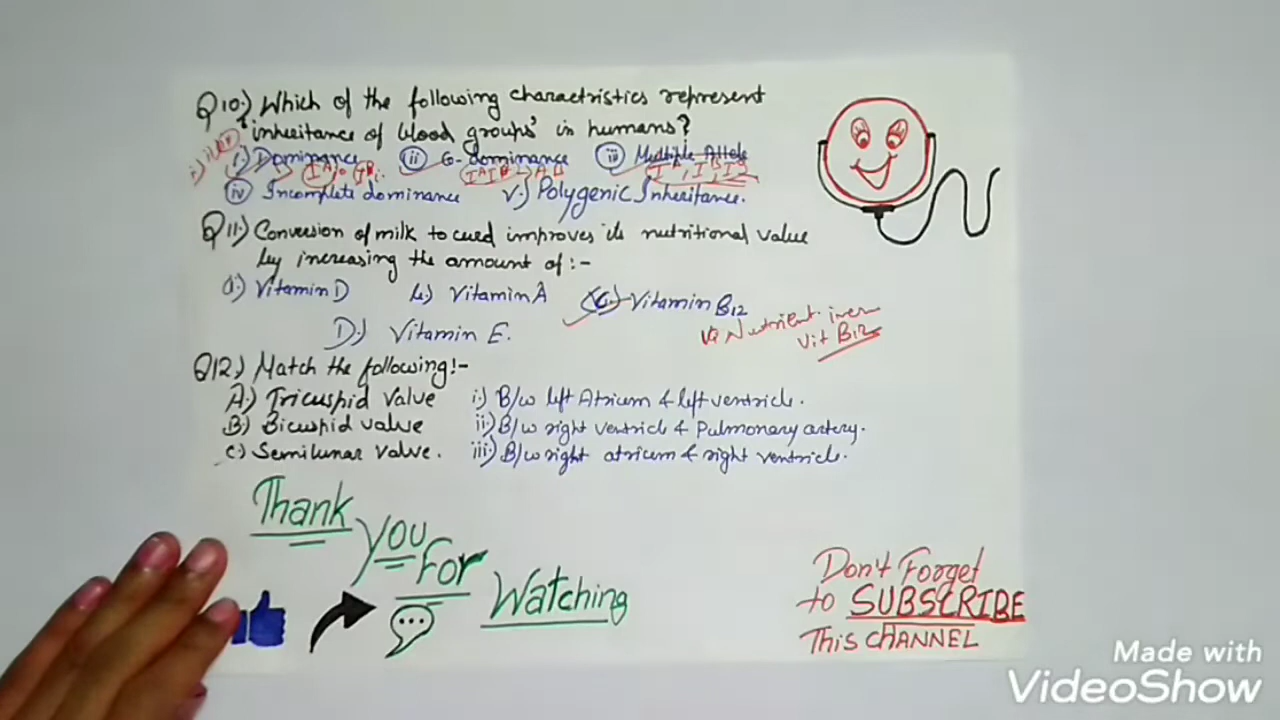 Q10.) Which of the following charactristics represent
'inheritance of blood groups' in humans?
i.) Dominance ii Co-dominance iii Multiple Allele
iv Incomplete dominance v.) Polygenic Inheritance.
Q11.) Conversion of milk to curd improves its nutritional value
by increasing the amount of :-
a.) Vitamin D b.) Vitamin A c.) Vitamin B12
Nutrient
D.) Vitamin E. Vit B12
Q12.) Match the following:-
A.) Tricuspid Valve i.) B/w left Atrium & left ventricle.
B.) Bicuspid valve ii.) B/w right ventricle & Pulmonary artery.
C.) Semilunar Valve. iii.) B/w right atrium & right ventricle.
Thank
you
For
Watching
Don't Forget
to SUBSCRIBE
This CHANNEL
Made with
VideoShow